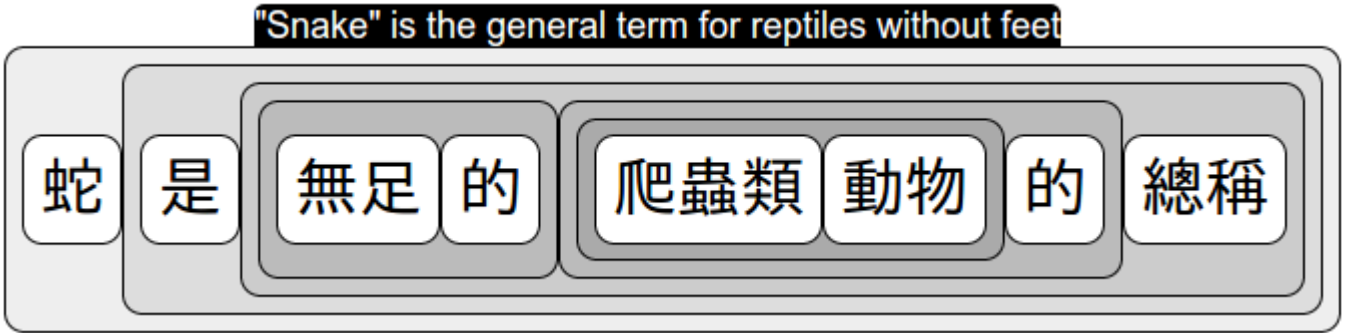 "Snake" is the general term for reptiles without feet
蛇是無足的爬蟲類動物的總稱